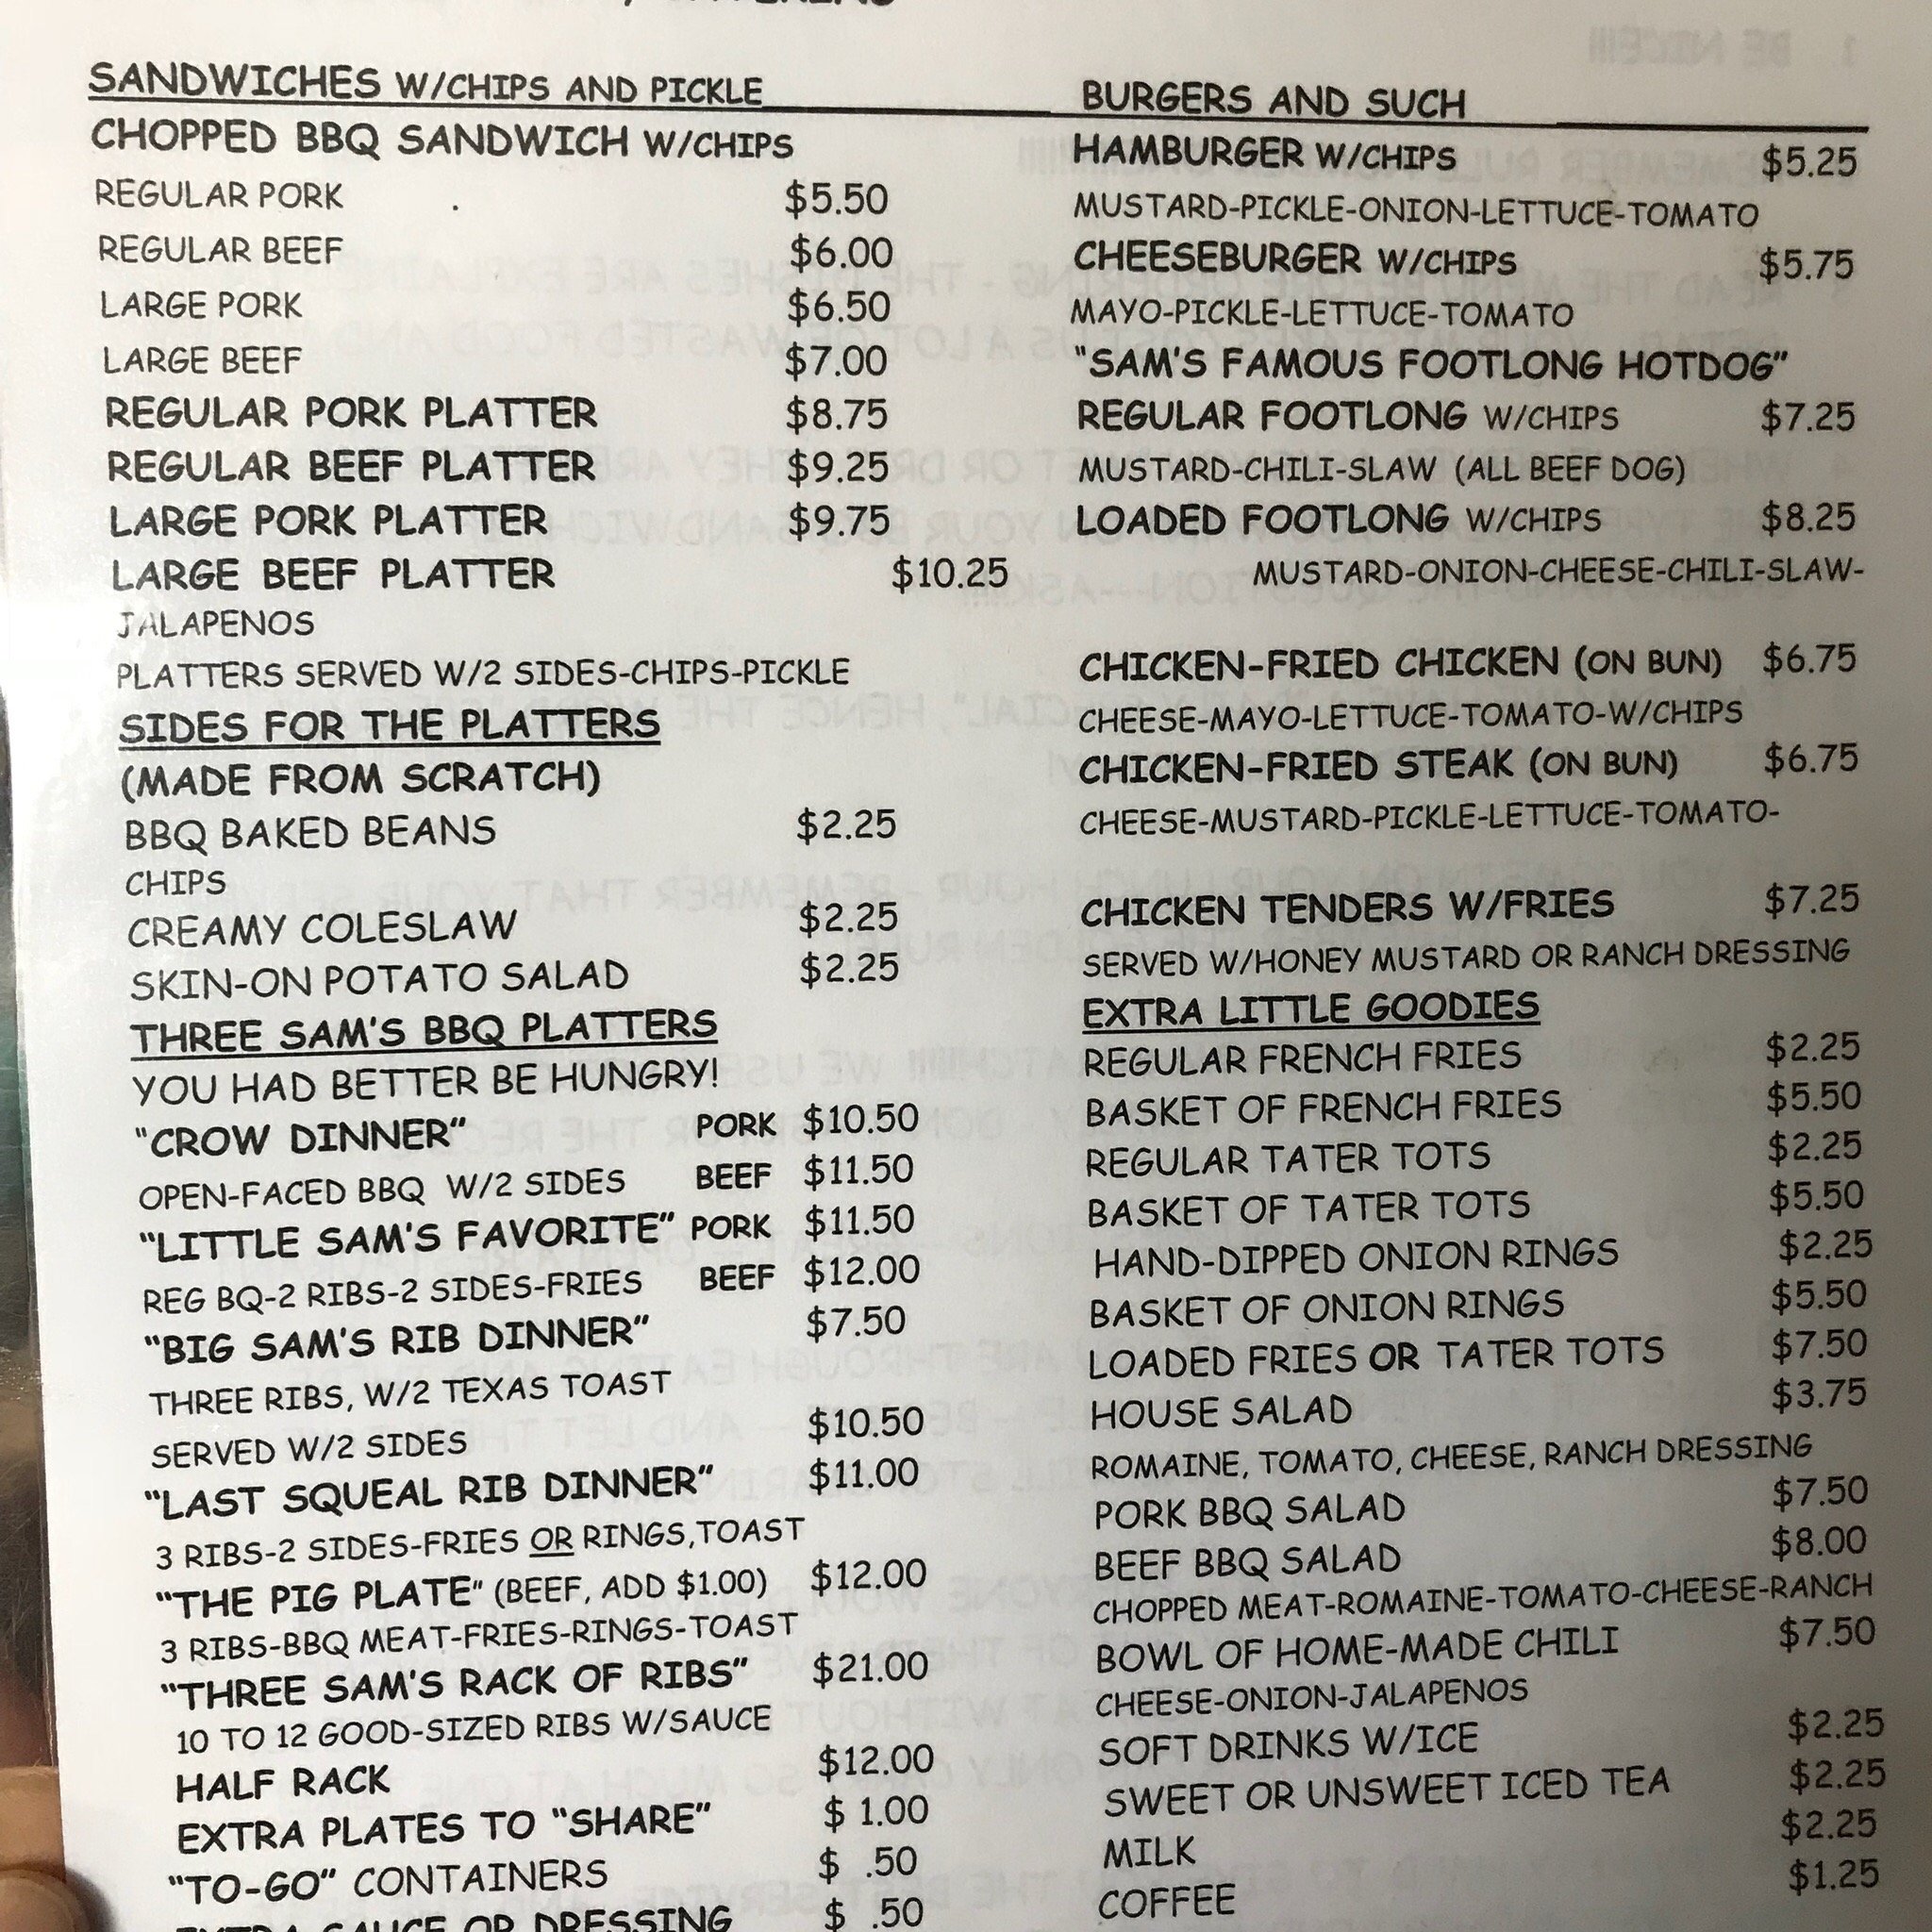 SANDWICHES W/CHIPS AND PICKLE
CHOPPED BBQ SANDWICH W/CHIPS
REGULAR PORK $5.50
REGULAR BEEF $6.00
LARGE PORK $6.50
LARGE BEEF $7.00
REGULAR PORK PLATTER $8.75
REGULAR BEEF PLATTER $9.25
LARGE PORK PLATTER $9.75
LARGE BEEF PLATTER $10.25
JALAPENOS
PLATTERS SERVED W/2 SIDES-CHIPS-PICKLE
SIDES FOR THE PLATTERS
(MADE FROM SCRATCH)
BBQ BAKED BEANS $2.25
CHIPS
CREAMY COLESLAW $2.25
SKIN-ON POTATO SALAD $2.25
THREE SAM'S BBQ PLATTERS
YOU HAD BETTER BE HUNGRY!
"CROW DINNER" PORK $10.50
OPEN-FACED BBQ W/2 SIDES BEEF $11.50
"LITTLE SAM'S FAVORITE" PORK $11.50
REG BQ-2 RIBS-2 SIDES-FRIES BEEF $12.00
"BIG SAM'S RIB DINNER" $7.50
THREE RIBS, W/2 TEXAS TOAST
SERVED W/2 SIDES $10.50
"LAST SQUEAL RIB DINNER" $11.00
3 RIBS-2 SIDES-FRIES OR RINGS,TOAST
"THE PIG PLATE" (BEEF, ADD $1.00) $12.00
3 RIBS-BBQ MEAT-FRIES-RINGS-TOAST
"THREE SAM'S RACK OF RIBS" $21.00
10 TO 12 GOOD-SIZED RIBS W/SAUCE
HALF RACK $12.00
EXTRA PLATES TO "SHARE" $ 1.00
"TO-GO" CONTAINERS $ .50
EXTRA SAUCE OR DRESSING $ .50
BURGERS AND SUCH
HAMBURGER W/CHIPS $5.25
MUSTARD-PICKLE-ONION-LETTUCE-TOMATO
CHEESEBURGER W/CHIPS $5.75
MAYO-PICKLE-LETTUCE-TOMATO
"SAM'S FAMOUS FOOTLONG HOTDOG"
REGULAR FOOTLONG W/CHIPS $7.25
MUSTARD-CHILI-SLAW (ALL BEEF DOG)
LOADED FOOTLONG W/CHIPS $8.25
MUSTARD-ONION-CHEESE-CHILI-SLAW-
CHICKEN-FRIED CHICKEN (ON BUN) $6.75
CHEESE-MAYO-LETTUCE-TOMATO-W/CHIPS
CHICKEN-FRIED STEAK (ON BUN) $6.75
CHEESE-MUSTARD-PICKLE-LETTUCE-TOMATO-
CHICKEN TENDERS W/FRIES $7.25
SERVED W/HONEY MUSTARD OR RANCH DRESSING
EXTRA LITTLE GOODIES
REGULAR FRENCH FRIES $2.25
BASKET OF FRENCH FRIES $5.50
REGULAR TATER TOTS $2.25
BASKET OF TATER TOTS $5.50
HAND-DIPPED ONION RINGS $2.25
BASKET OF ONION RINGS $5.50
LOADED FRIES OR TATER TOTS $7.50
HOUSE SALAD $3.75
ROMAINE, TOMATO, CHEESE, RANCH DRESSING
PORK BBQ SALAD $7.50
BEEF BBQ SALAD $8.00
CHOPPED MEAT-ROMAINE-TOMATO-CHEESE-RANCH
BOWL OF HOME-MADE CHILI $7.50
CHEESE-ONION-JALAPENOS
SOFT DRINKS W/ICE $2.25
SWEET OR UNSWEET ICED TEA $2.25
MILK $2.25
COFFEE $1.25